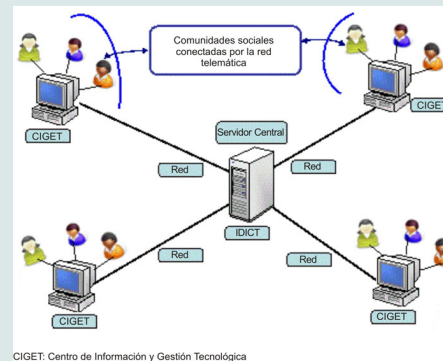 Comunidades sociales
conectadas por la red
telemática
CIGET
CIGET
Servidor Central
Red
Red
IDICT
Red
Red
CIGET
CIGET
CIGET: Centro de Información y Gestión Tecnológica